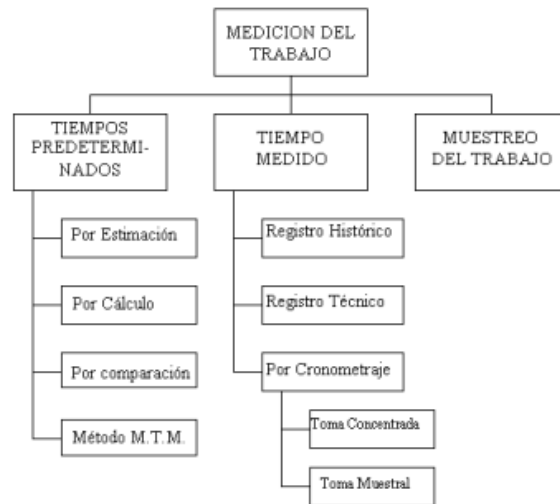 MEDICION DEL
TRABAJO
TIEMPOS
PREDETERMI-
NADOS
TIEMPO
MEDIDO
MUESTREO
DEL TRABAJO
Por Estimación
Por Cálculo
Por comparación
Método M.T.M.
Registro Histórico
Registro Técnico
Por Cronometraje
Toma Concentrada
Toma Muestral